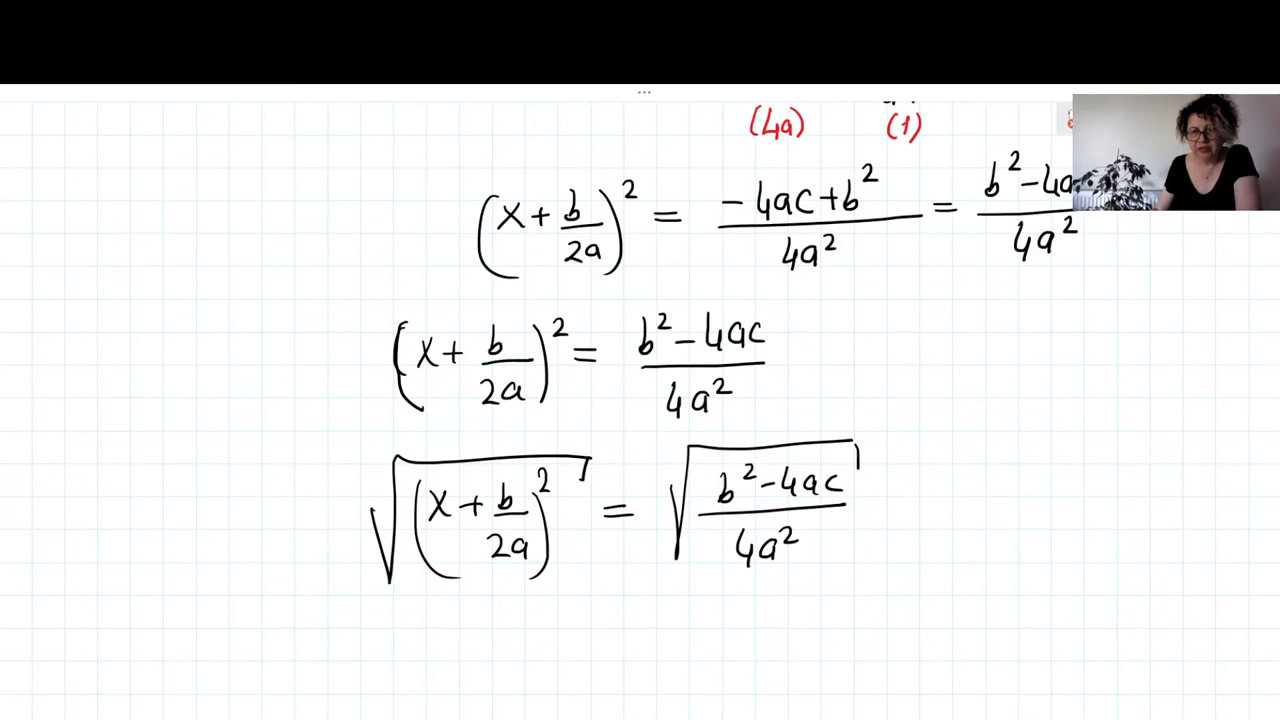 (4a) (1)
(x + b/2a)² = (-4ac+b²)/4a² = b²-4a/4a²
(x + b/2a)² = (b²-4ac)/4a²
√(x + b/2a)² = √(b²-4ac)/4a²